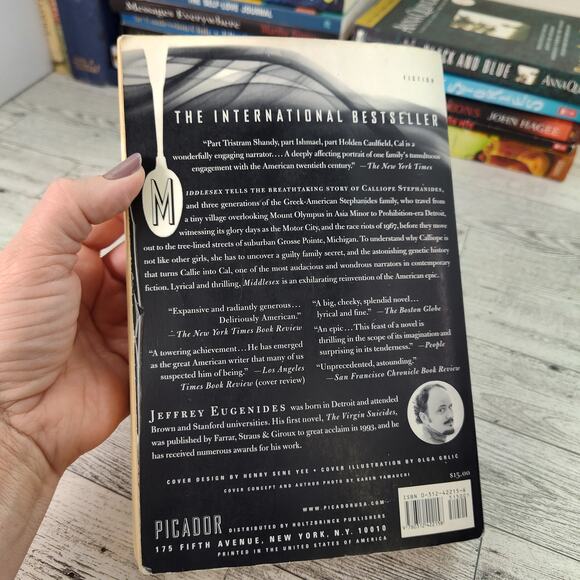 THE LOVE JOURNAL
Messages Everywhere
BLACK AND BLUE
ANNA QU
STORIES
JOHN HAGEE
FICTION
THE INTERNATIONAL BESTSELLER
"Part Tristram Shandy, part Ishmael, part Holden Caulfield, Cal is a
wonderfully engaging narrator.... A deeply affecting portrait of one family's tumultuous
engagement with the American twentieth century." —The New York Times
MIDDLESEX TELLS THE BREATHTAKING STORY OF CALLIOPE STEPHANIDES,
and three generations of the Greek-American Stephanides family, who travel from
a tiny village overlooking Mount Olympus in Asia Minor to Prohibition-era Detroit,
witnessing its glory days as the Motor City, and the race riots of 1967, before they move
out to the tree-lined streets of suburban Grosse Pointe, Michigan. To understand why Calliope is
not like other girls, she has to uncover a guilty family secret, and the astonishing genetic history
that turns Callie into Cal, one of the most audacious and wondrous narrators in contemporary
fiction. Lyrical and thrilling, Middlesex is an exhilarating reinvention of the American epic.
"Expansive and radiantly generous...
Deliriously American."
—The New York Times Book Review
"A towering achievement... He has emerged
as the great American writer that many of us
suspected him of being." —Los Angeles
Times Book Review (cover review)
"A big, cheeky, splendid novel...
lyrical and fine." —The Boston Globe
"An epic... This feast of a novel is
thrilling in the scope of its imagination and
surprising in its tenderness." —People
"Unprecedented, astounding."
—San Francisco Chronicle Book Review
JEFFREY EUGENIDES was born in Detroit and attended
Brown and Stanford universities. His first novel, The Virgin Suicides,
was published by Farrar, Straus & Giroux to great acclaim in 1993, and he
has received numerous awards for his work.
COVER DESIGN BY HENRY SENE YEE • COVER ILLUSTRATION BY OLGA GRLIC
COVER CONCEPT AND AUTHOR PHOTO BY KAREN YAMAUCHI
$15.00
WWW.PICADORUSA.COM
PICADOR DISTRIBUTED BY HOLTZBRINCK PUBLISHERS
175 FIFTH AVENUE, NEW YORK, N.Y. 10010
PRINTED IN THE UNITED STATES OF AMERICA
ISBN 0-312-42215-6